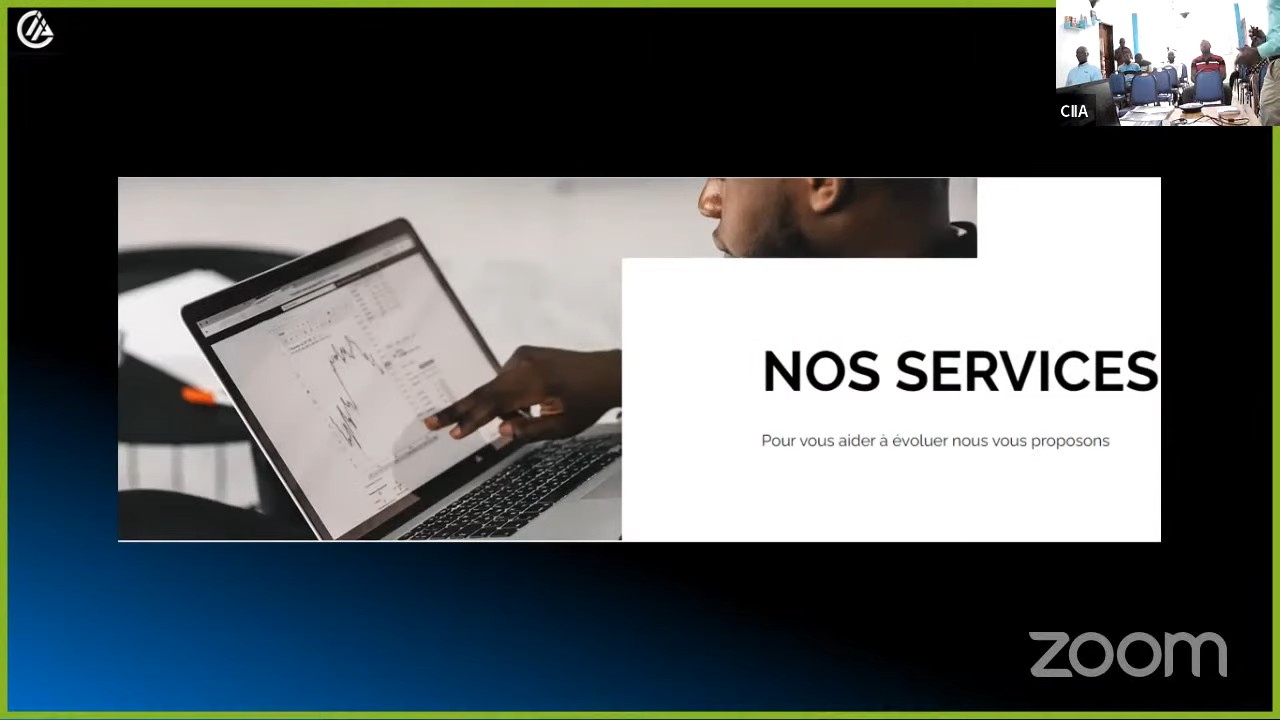 CIIA
NOS SERVICES
Pour vous aider à évoluer nous vous proposons
zoom